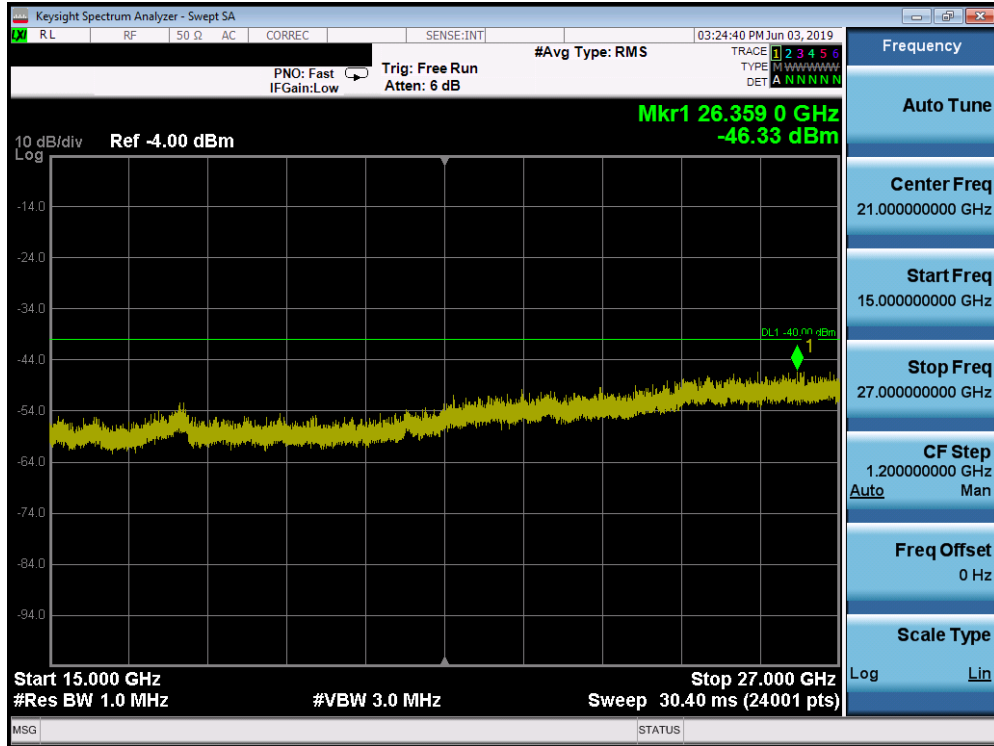 Keysight Spectrum Analyzer - Swept SA
LXI RL RF 50 Ω AC CORREC SENSE:INT 03:24:40 PM Jun 03, 2019
#Avg Type: RMS
TRACE 1 2 3 4 5 6
TYPE M W W W W W
DET A N N N N N
PNO: Fast
IFGain:Low
Trig: Free Run
Atten: 6 dB
Mkr1 26.359 0 GHz
-46.33 dBm
10 dB/div
Log
Ref -4.00 dBm
-14.0
-24.0
-34.0
DL1 -40.00 dBm
1
-44.0
-54.0
-64.0
-74.0
-84.0
-94.0
Start 15.000 GHz
Stop 27.000 GHz
#Res BW 1.0 MHz
#VBW 3.0 MHz
Sweep 30.40 ms (24001 pts)
MSG
STATUS
Frequency
Auto Tune
Center Freq
21.000000000 GHz
Start Freq
15.000000000 GHz
Stop Freq
27.000000000 GHz
CF Step
1.200000000 GHz
Auto Man
Freq Offset
0 Hz
Scale Type
Log Lin